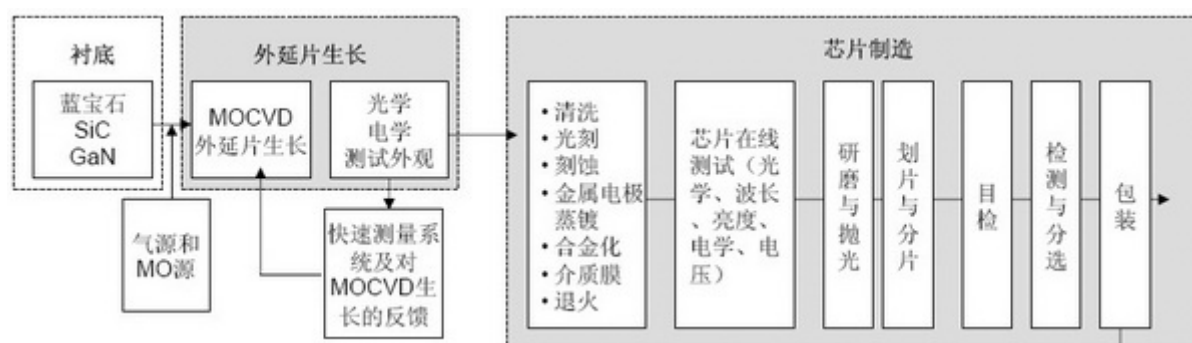 衬底
蓝宝石
SiC
GaN
气源和
MO源
外延片生长
MOCVD
外延片生长
光学
电学
测试外观
快速测量系
统及对
MOCVD生
长的反馈
芯片制造
• 清洗
• 光刻
• 刻蚀
• 金属电极
蒸镀
• 合金化
• 介质膜
• 退火
芯片在线
测试（光
学、波长
、亮度、
电学、电
压）
研磨与抛光
划片与分片
目检
检测与分选
包装